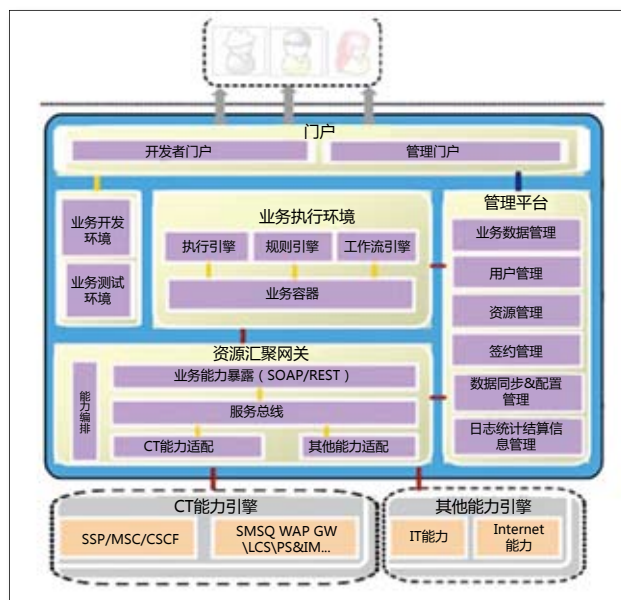 门户
开发者门户
管理门户
业务开发
环境
业务测试
环境
业务执行环境
执行引擎
规则引擎
工作流引擎
业务容器
管理平台
业务数据管理
用户管理
资源管理
签约管理
数据同步&配置
管理
日志统计结算信
息管理
资源汇聚网关
能力编排
业务能力暴露（SOAP/REST）
服务总线
CT能力适配
其他能力适配
CT能力引擎
SSP/MSC/CSCF
SMSQ WAP GW
\LCS\PS&IM...
其他能力引擎
IT能力
Internet
能力